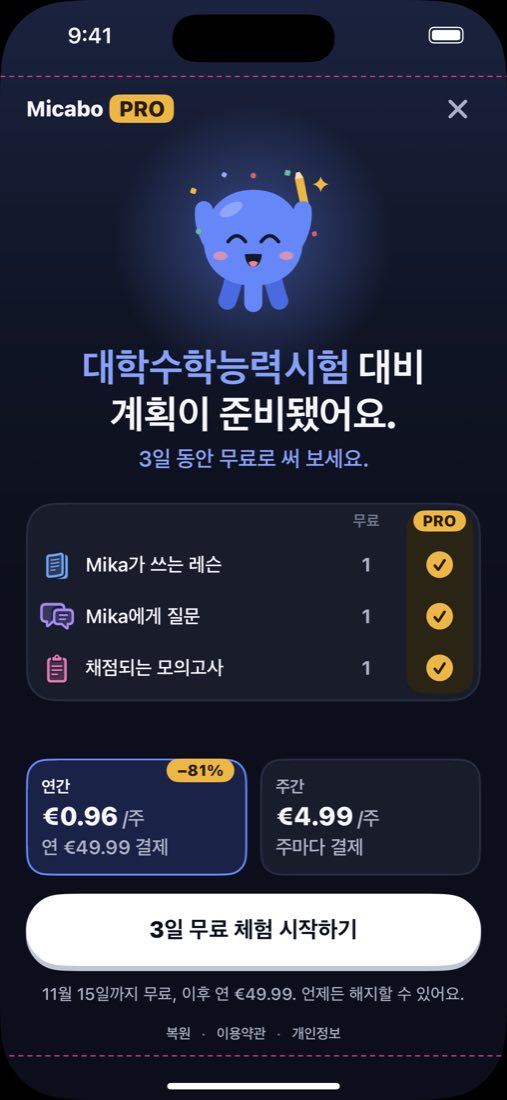 9:41
Micabo PRO
대학수학능력시험 대비
계획이 준비됐어요.
3일 동안 무료로 써 보세요.
무료 PRO
Mika가 쓰는 레슨 1
Mika에게 질문 1
채점되는 모의고사 1
−81%
연간
€0.96 /주
연 €49.99 결제
주간
€4.99 /주
주마다 결제
3일 무료 체험 시작하기
11월 15일까지 무료, 이후 연 €49.99. 언제든 해지할 수 있어요.
복원 · 이용약관 · 개인정보